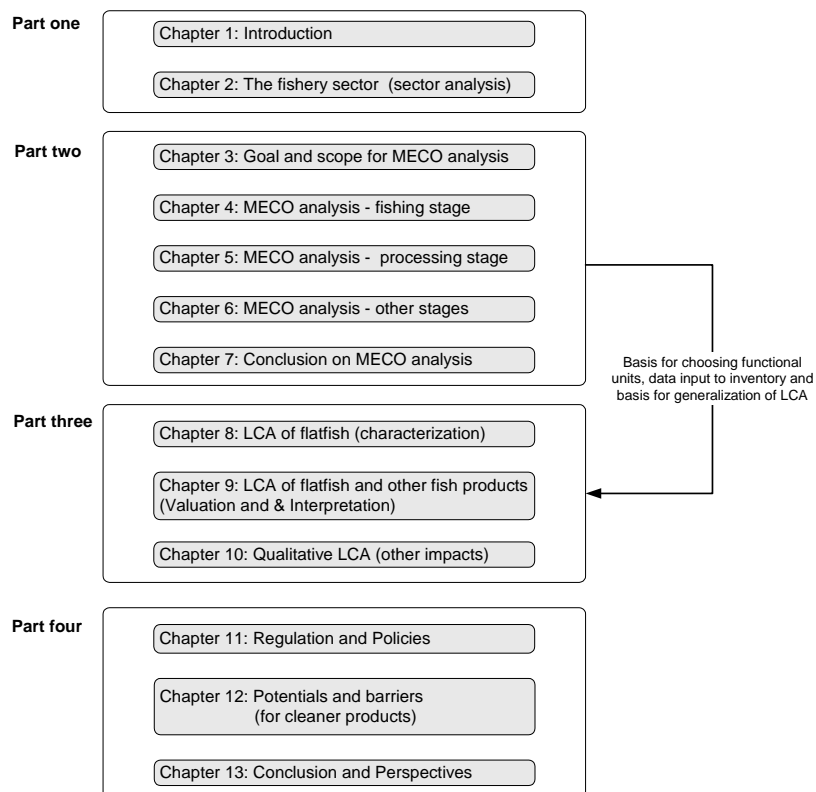 Part one
Chapter 1: Introduction
Chapter 2: The fishery sector (sector analysis)
Part two
Chapter 3: Goal and scope for MECO analysis
Chapter 4: MECO analysis - fishing stage
Chapter 5: MECO analysis - processing stage
Chapter 6: MECO analysis - other stages
Chapter 7: Conclusion on MECO analysis
Basis for choosing functional
units, data input to inventory and
basis for generalization of LCA
Part three
Chapter 8: LCA of flatfish (characterization)
Chapter 9: LCA of flatfish and other fish products
(Valuation and & Interpretation)
Chapter 10: Qualitative LCA (other impacts)
Part four
Chapter 11: Regulation and Policies
Chapter 12: Potentials and barriers
(for cleaner products)
Chapter 13: Conclusion and Perspectives